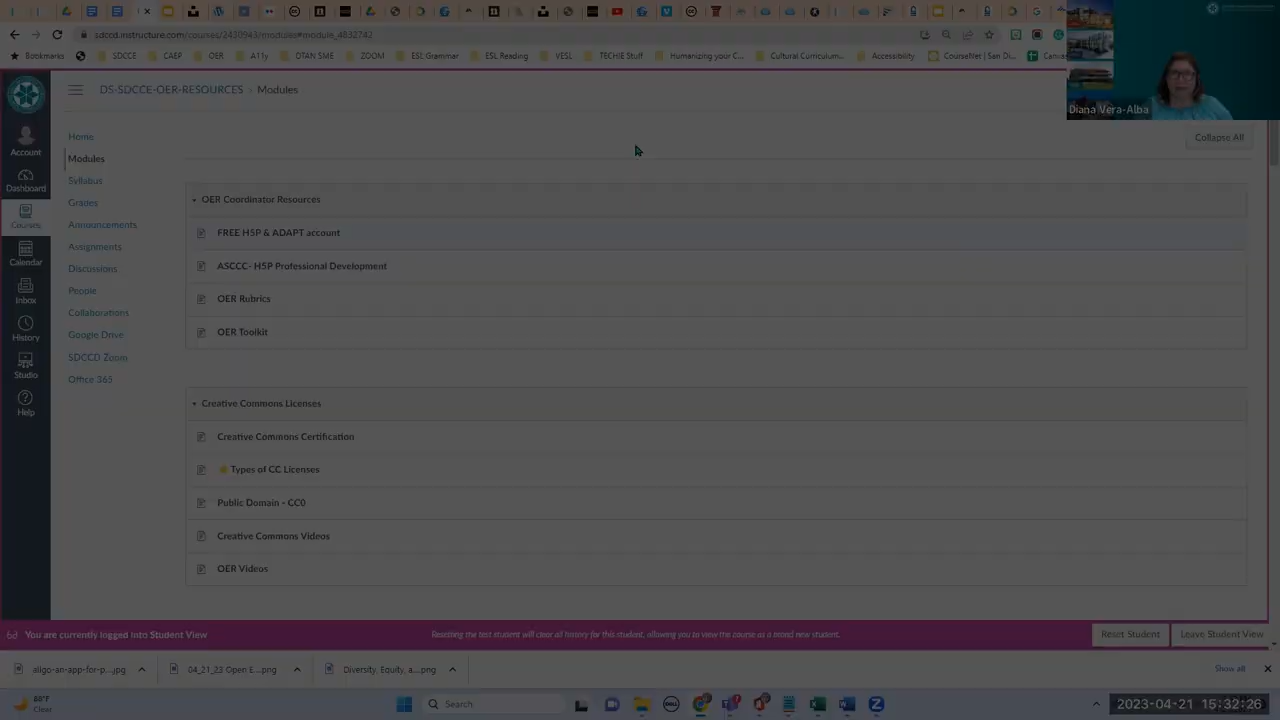 sdccd.instructure.com/courses/2430943/modules#module_4832742
Bookmarks SDCCE CAEP OER A11y OTAN SME ZOOM ESL Grammar ESL Reading VESL TECHIE Stuff Humanizing your C... Cultural Curriculum... Accessibility CourseNet | San Di... Canvas
Diana Vera-Alba
DS-SDCCE-OER-RESOURCES > Modules
Collapse All
Account
Dashboard
Courses
Calendar
Inbox
History
Studio
Help
Home
Modules
Syllabus
Grades
Announcements
Assignments
Discussions
People
Collaborations
Google Drive
SDCCD Zoom
Office 365
OER Coordinator Resources
FREE H5P & ADAPT account
ASCCC- H5P Professional Development
OER Rubrics
OER Toolkit
Creative Commons Licenses
Creative Commons Certification
Types of CC Licenses
Public Domain - CC0
Creative Commons Videos
OER Videos
You are currently logged into Student View
Resetting the test student will clear all history for this student, allowing you to view the course as a brand new student.
Reset Student
Leave Student View
aligo-an-app-for-p....jpg
04_21_23 Open E....png
Diversity, Equity, a....png
Show all
88°F
Clear
Search
2023-04-21 15:32:26